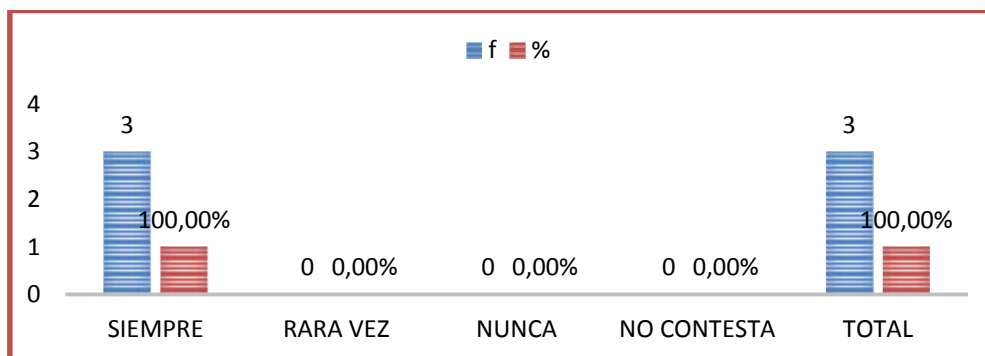 f %
4
3 3
3
100,00% 100,00%
2
1
0 0,00% 0 0,00% 0 0,00%
0
SIEMPRE RARA VEZ NUNCA NO CONTESTA TOTAL